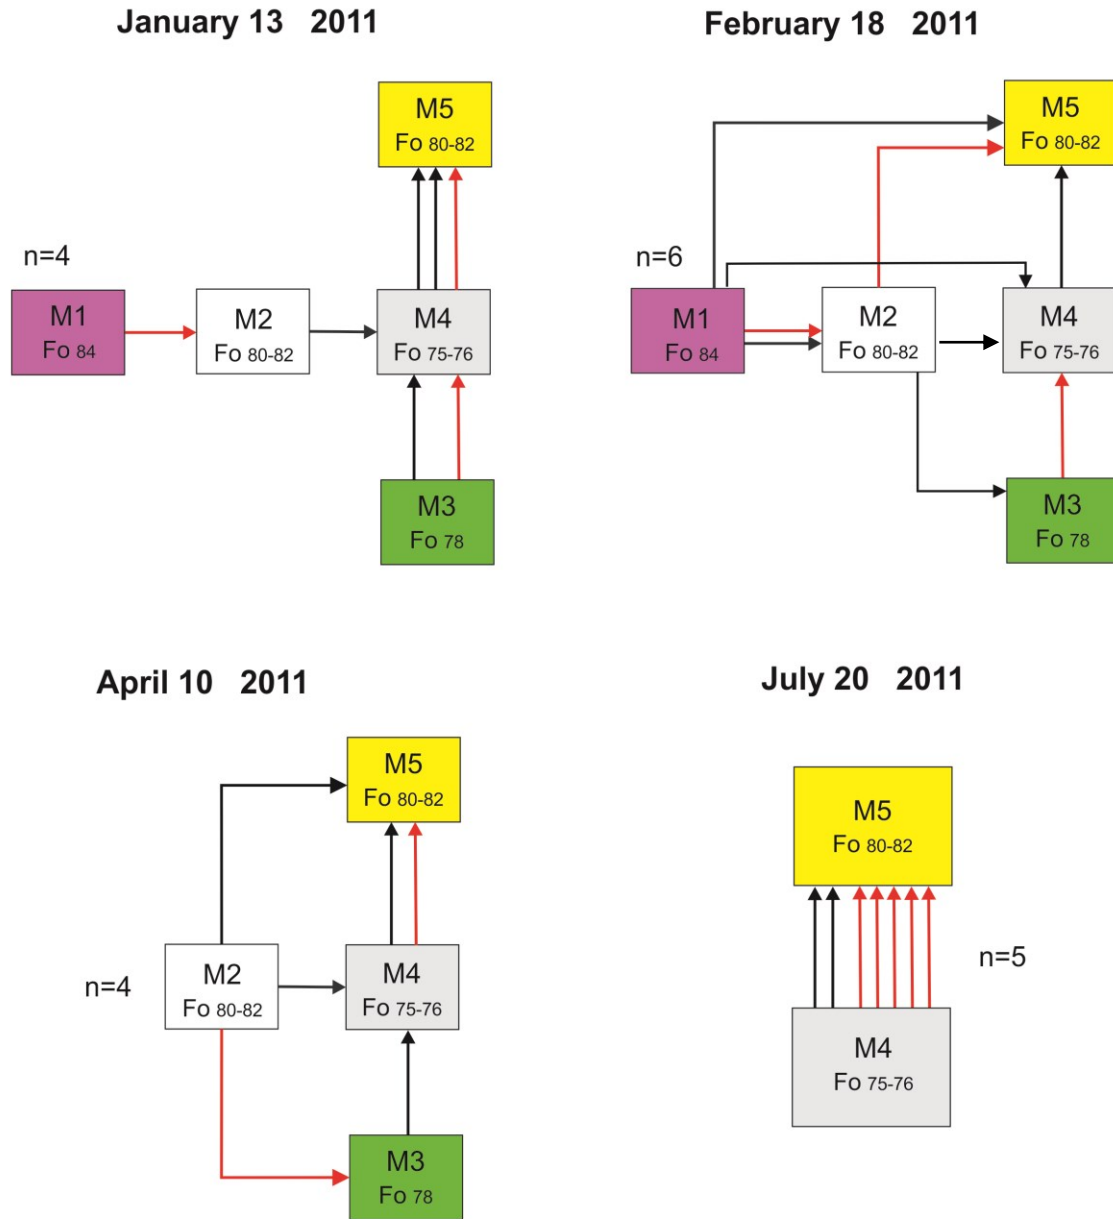 January 13 2011
M5
Fo 80-82
n=4
M1
Fo 84
M2
Fo 80-82
M4
Fo 75-76
M3
Fo 78
February 18 2011
M5
Fo 80-82
n=6
M1
Fo 84
M2
Fo 80-82
M4
Fo 75-76
M3
Fo 78
April 10 2011
M5
Fo 80-82
n=4
M2
Fo 80-82
M4
Fo 75-76
M3
Fo 78
July 20 2011
M5
Fo 80-82
n=5
M4
Fo 75-76